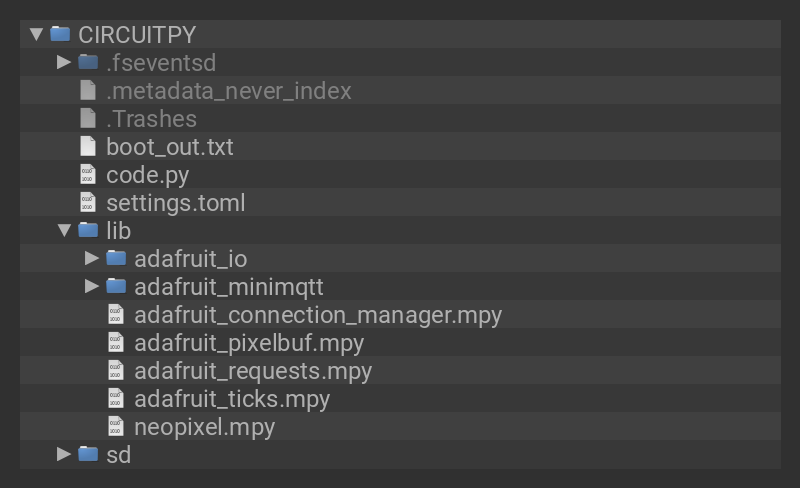 CIRCUITPY
.fseventsd
.metadata_never_index
.Trashes
boot_out.txt
code.py
settings.toml
lib
adafruit_io
adafruit_minimqtt
adafruit_connection_manager.mpy
adafruit_pixelbuf.mpy
adafruit_requests.mpy
adafruit_ticks.mpy
neopixel.mpy
sd